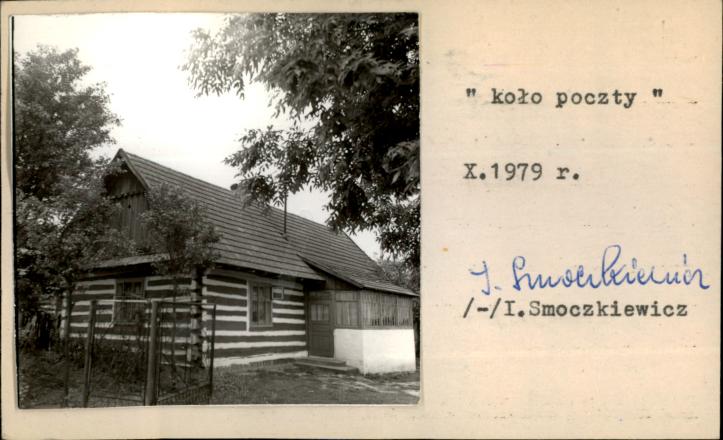 " koło poczty "
X.1979 r.
I. Smoczkiewicz
/-/I.Smoczkiewicz